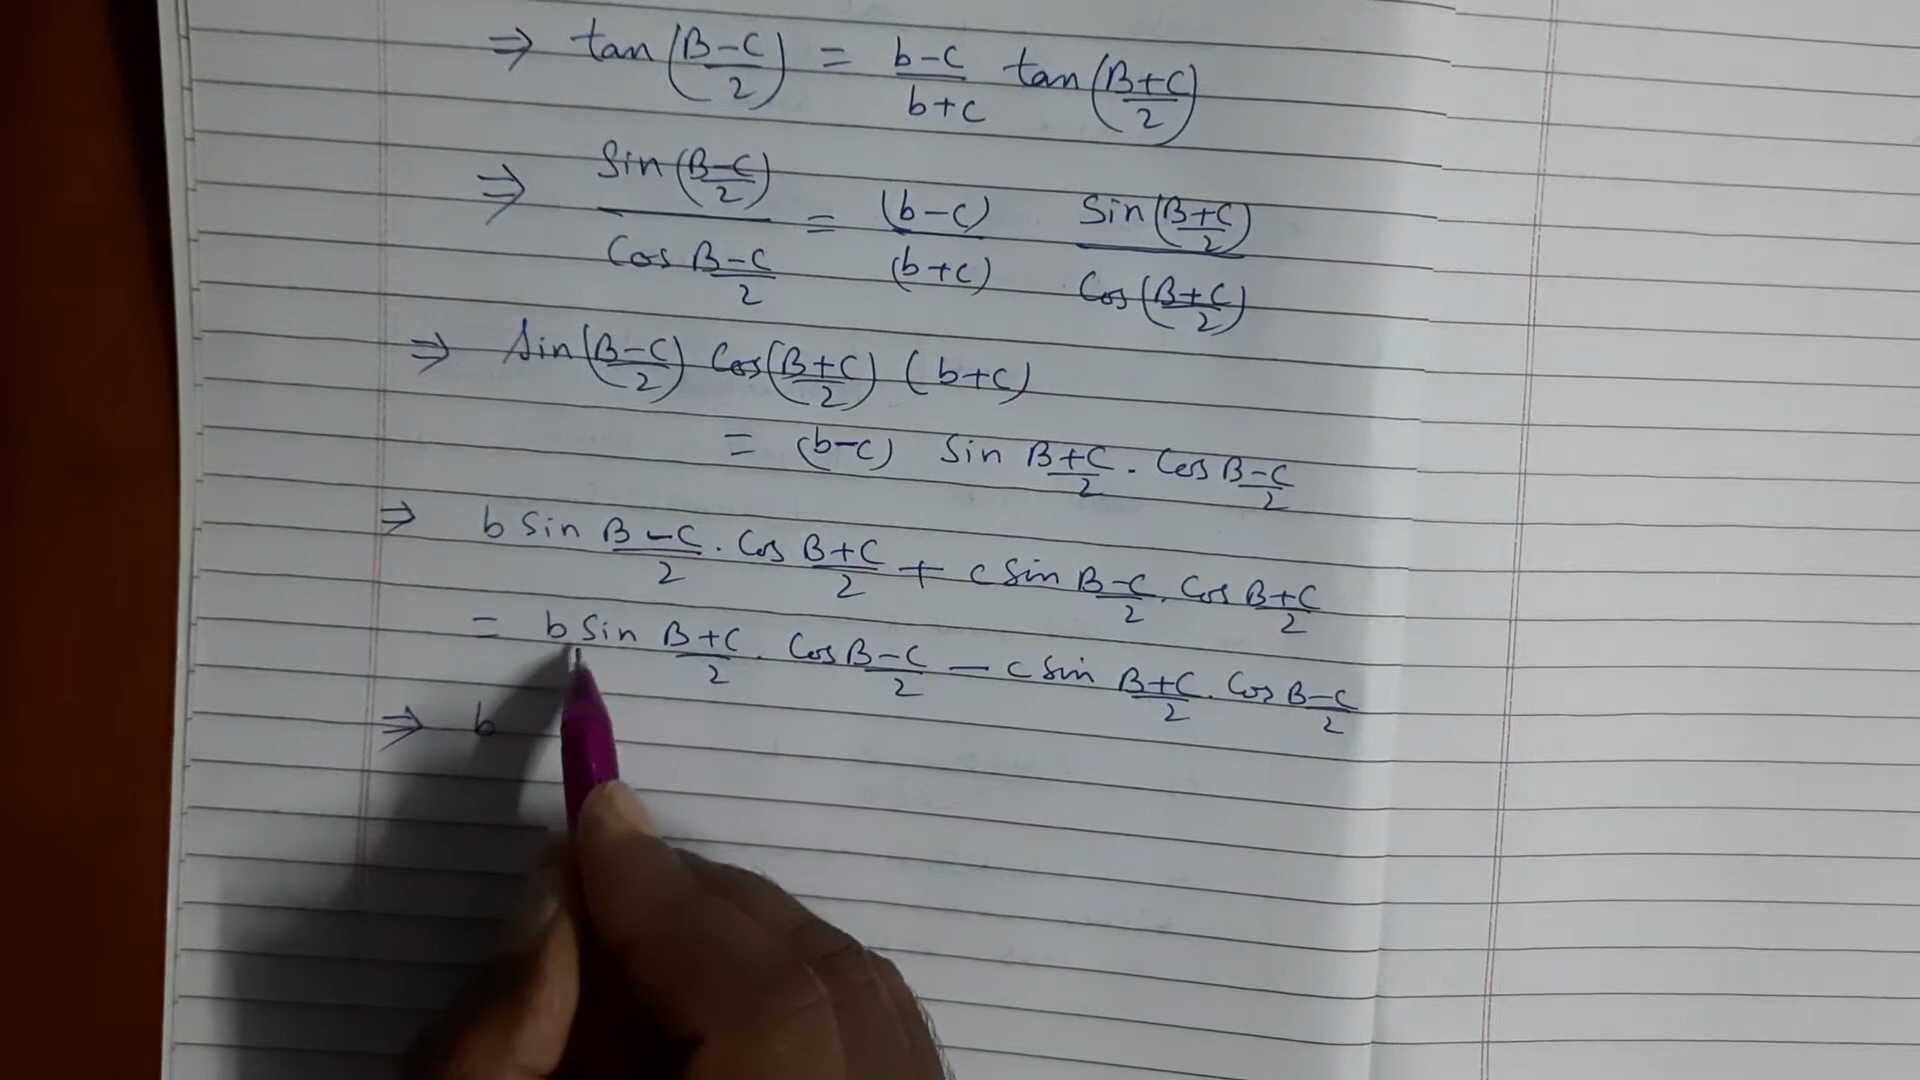 ⇒ tan((B-C)/2) = (b-c)/(b+c) tan((B+C)/2)
⇒ Sin((B-C)/2)/Cos (B-C)/2 = (b-c)/(b+c) Sin((B+C)/2)/Cos((B+C)/2)
⇒ Sin((B-C)/2) Cos((B+C)/2) (b+c)
= (b-c) Sin (B+C)/2 . Cos (B-C)/2
⇒ b Sin (B-C)/2 . Cos (B+C)/2 + c Sin (B-C)/2 . Cos (B+C)/2
= b Sin (B+C)/2 . Cos (B-C)/2 - c Sin (B+C)/2 . Cos (B-C)/2
⇒ b